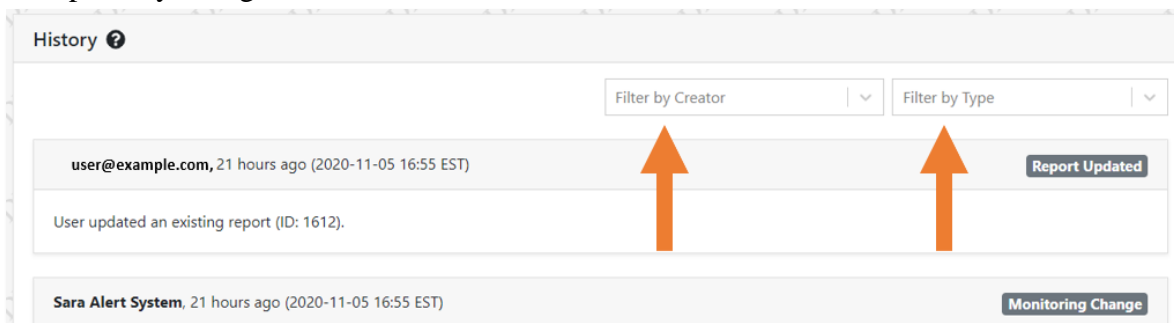 History
Filter by Creator
Filter by Type
user@example.com, 21 hours ago (2020-11-05 16:55 EST)
Report Updated
User updated an existing report (ID: 1612).
Sara Alert System, 21 hours ago (2020-11-05 16:55 EST)
Monitoring Change